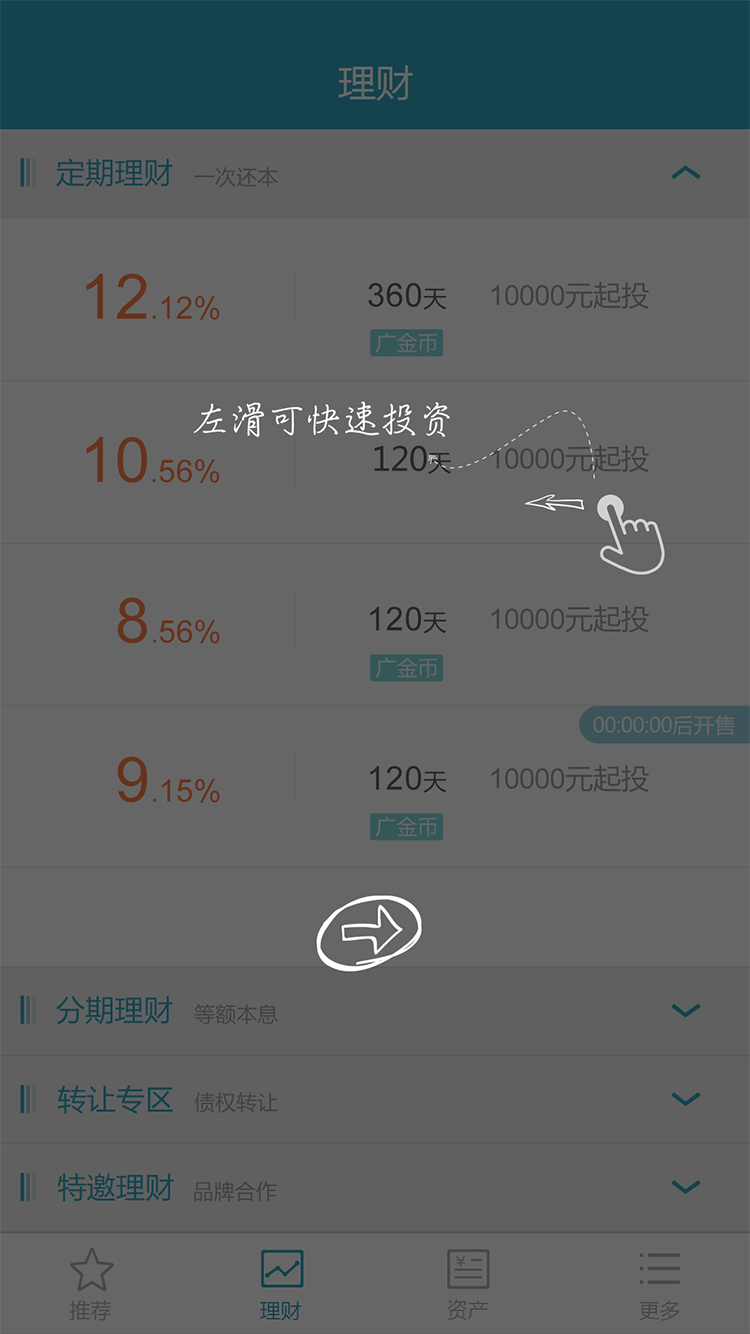 理财
定期理财 一次还本
12.12% 360天 10000元起投
广金币
左滑可快速投资
10.56% 120天 10000元起投
8.56% 120天 10000元起投
广金币
00:00:00后开售
9.15% 120天 10000元起投
广金币
分期理财 等额本息
转让专区 债权转让
特邀理财 品牌合作
推荐 理财 资产 更多